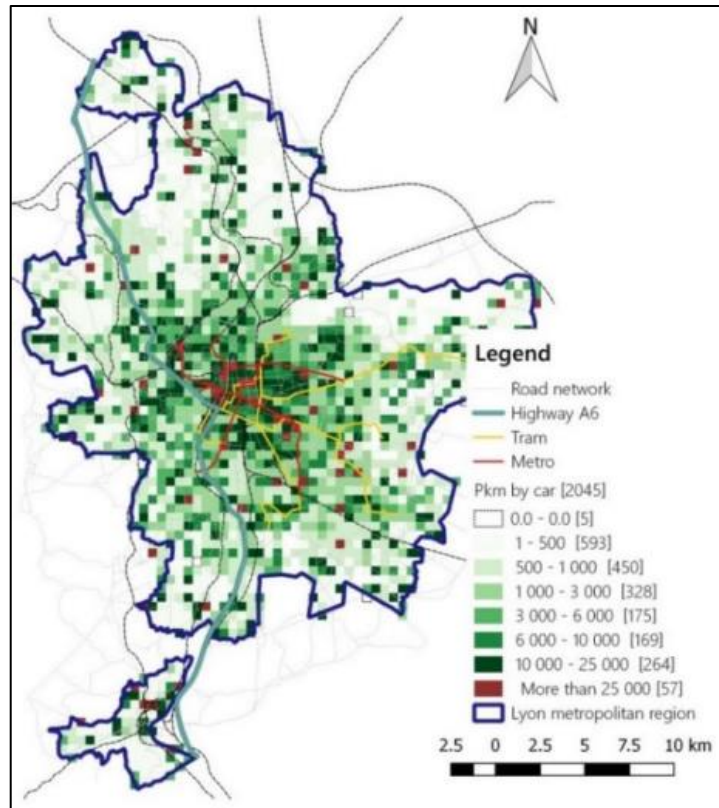 N
Legend
Road network
Highway A6
Tram
Metro
Pkm by car [2045]
0.0 - 0.0 [5]
1 - 500 [593]
500 - 1 000 [450]
1 000 - 3 000 [328]
3 000 - 6 000 [175]
6 000 - 10 000 [169]
10 000 - 25 000 [264]
More than 25 000 [57]
Lyon metropolitan region
2.5 0 2.5 5 7.5 10 km